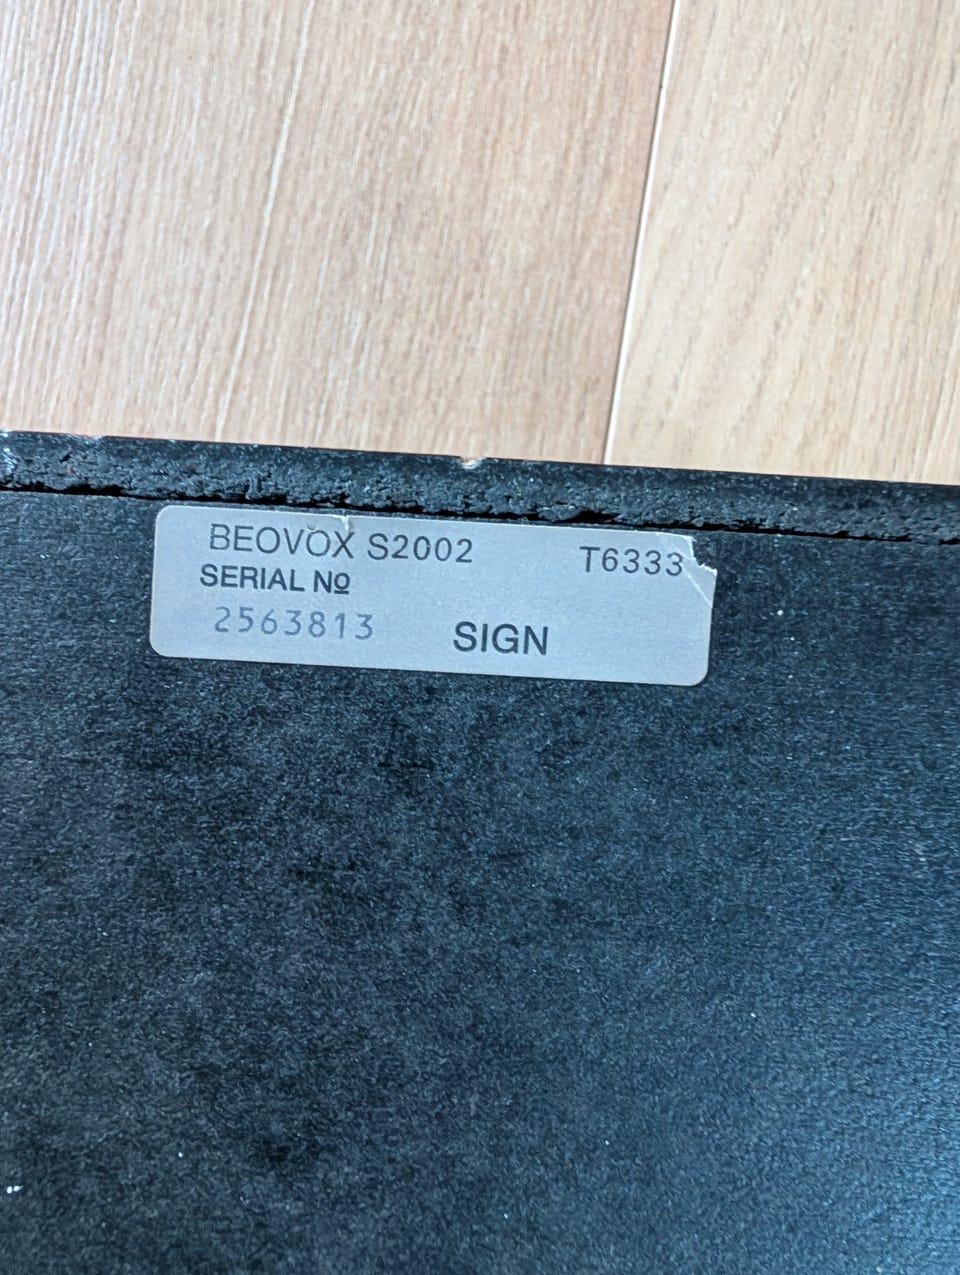 BEOVOX S2002 T6333
SERIAL Nº
2563813 SIGN